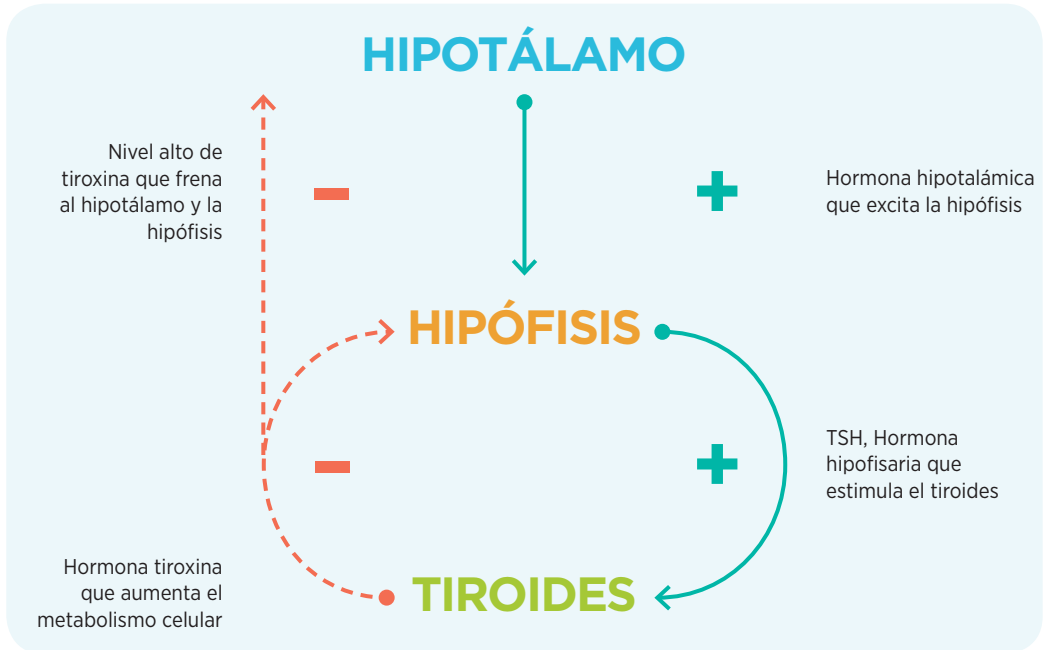 HIPOTÁLAMO
Nivel alto de
tiroxina que frena
al hipotálamo y la
hipófisis
Hormona hipotalámica
que excita la hipófisis
HIPÓFISIS
TSH, Hormona
hipofisaria que
estimula el tiroides
Hormona tiroxina
que aumenta el
metabolismo celular
TIROIDES